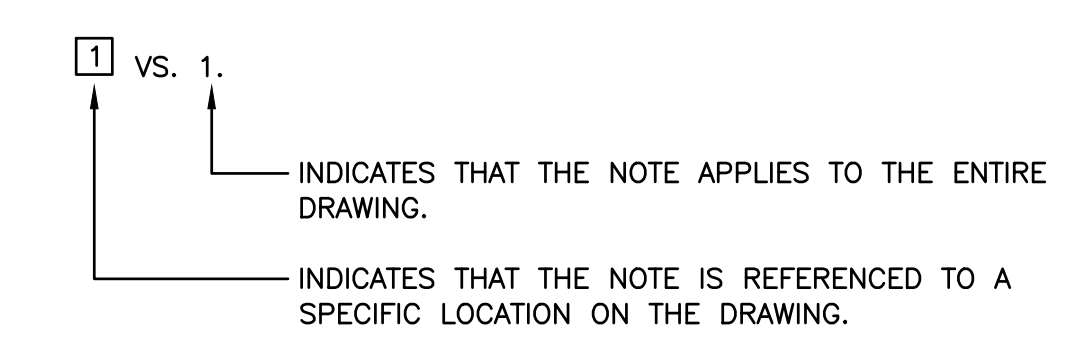 1 VS. 1.
INDICATES THAT THE NOTE APPLIES TO THE ENTIRE
DRAWING.
INDICATES THAT THE NOTE IS REFERENCED TO A
SPECIFIC LOCATION ON THE DRAWING.